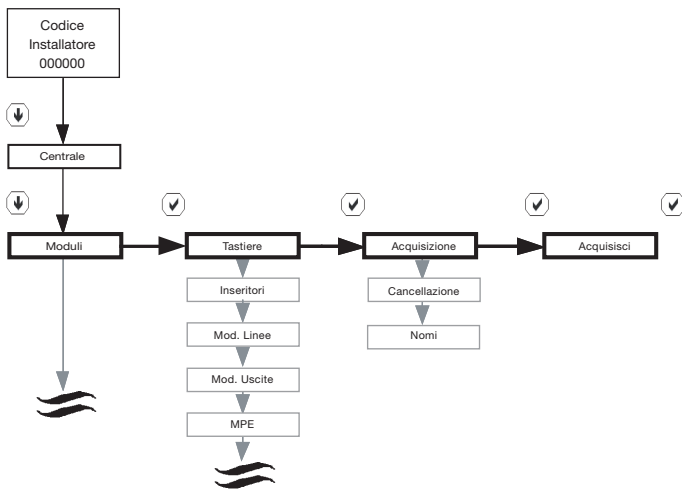 Codice
Installatore
000000
Centrale
Moduli
Tastiere
Acquisizione
Acquisisci
Inseritori
Cancellazione
Mod. Linee
Nomi
Mod. Uscite
MPE